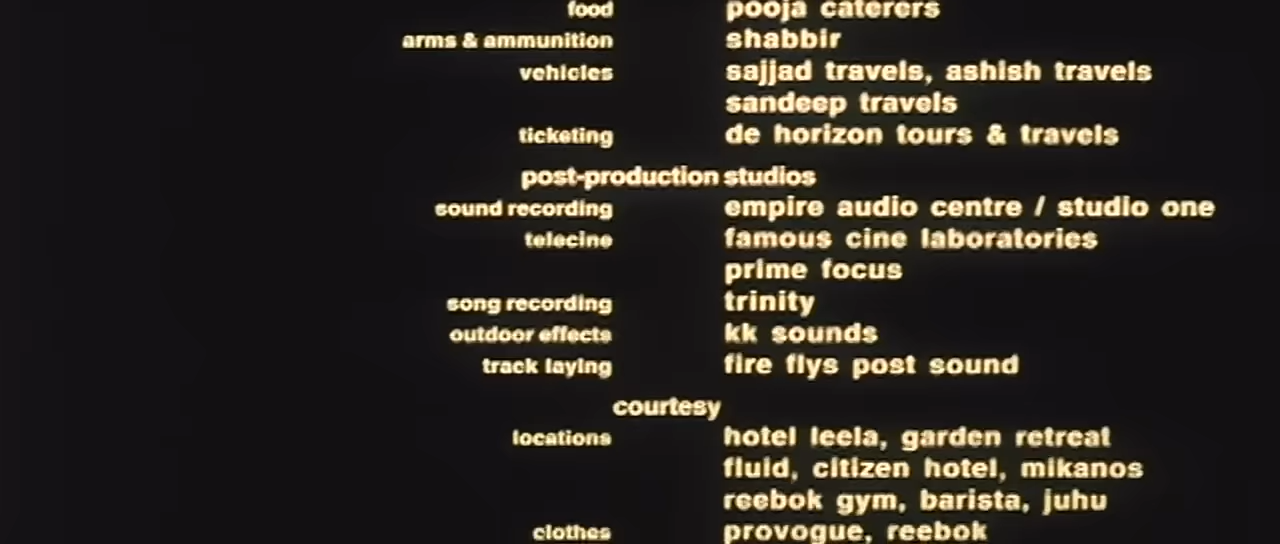 food pooja caterers
arms & ammunition shabbir
vehicles sajjad travels, ashish travels
sandeep travels
ticketing de horizon tours & travels
post-production studios
sound recording empire audio centre / studio one
telecine famous cine laboratories
prime focus
song recording trinity
outdoor effects kk sounds
track laying fire flys post sound
courtesy
locations hotel leela, garden retreat
fluid, citizen hotel, mikanos
reebok gym, barista, juhu
clothes provogue, reebok